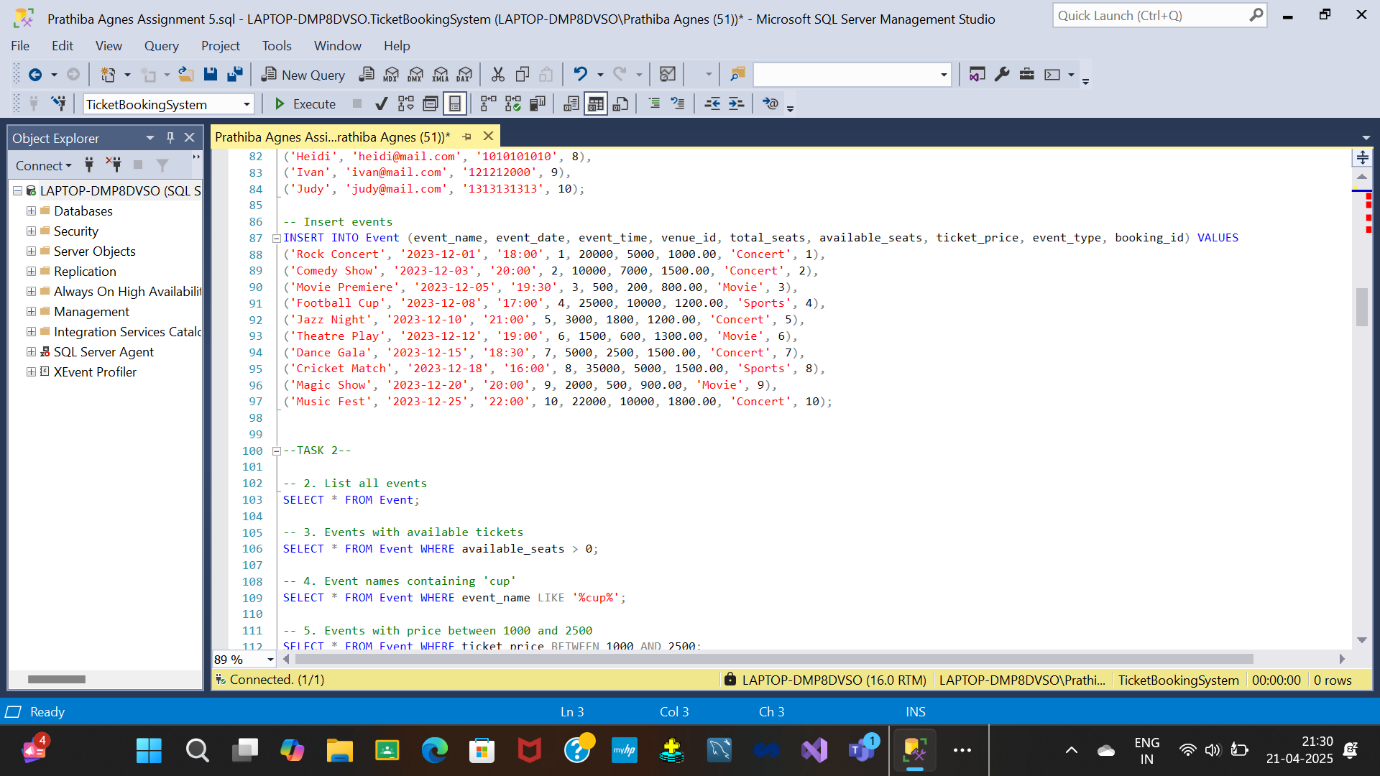 Prathiba Agnes Assignment 5.sql - LAPTOP-DMP8DVSO.TicketBookingSystem (LAPTOP-DMP8DVSO\Prathiba Agnes (51))* - Microsoft SQL Server Management Studio
Quick Launch (Ctrl+Q)
File Edit View Query Project Tools Window Help
New Query
MDX DMX XMLA DAX
TicketBookingSystem
Execute
Object Explorer
Connect
LAPTOP-DMP8DVSO (SQL S
Databases
Security
Server Objects
Replication
Always On High Availabilit
Management
Integration Services Catalo
SQL Server Agent
XEvent Profiler
Prathiba Agnes Assi...rathiba Agnes (51))*
82 ('Heidi', 'heidi@mail.com', '1010101010', 8),
83 ('Ivan', 'ivan@mail.com', '121212000', 9),
84 ('Judy', 'judy@mail.com', '1313131313', 10);
85
86 -- Insert events
87 INSERT INTO Event (event_name, event_date, event_time, venue_id, total_seats, available_seats, ticket_price, event_type, booking_id) VALUES
88 ('Rock Concert', '2023-12-01', '18:00', 1, 20000, 5000, 1000.00, 'Concert', 1),
89 ('Comedy Show', '2023-12-03', '20:00', 2, 10000, 7000, 1500.00, 'Concert', 2),
90 ('Movie Premiere', '2023-12-05', '19:30', 3, 500, 200, 800.00, 'Movie', 3),
91 ('Football Cup', '2023-12-08', '17:00', 4, 25000, 10000, 1200.00, 'Sports', 4),
92 ('Jazz Night', '2023-12-10', '21:00', 5, 3000, 1800, 1200.00, 'Concert', 5),
93 ('Theatre Play', '2023-12-12', '19:00', 6, 1500, 600, 1300.00, 'Movie', 6),
94 ('Dance Gala', '2023-12-15', '18:30', 7, 5000, 2500, 1500.00, 'Concert', 7),
95 ('Cricket Match', '2023-12-18', '16:00', 8, 35000, 5000, 1500.00, 'Sports', 8),
96 ('Magic Show', '2023-12-20', '20:00', 9, 2000, 500, 900.00, 'Movie', 9),
97 ('Music Fest', '2023-12-25', '22:00', 10, 22000, 10000, 1800.00, 'Concert', 10);
98
99
100 --TASK 2--
101
102 -- 2. List all events
103 SELECT * FROM Event;
104
105 -- 3. Events with available tickets
106 SELECT * FROM Event WHERE available_seats > 0;
107
108 -- 4. Event names containing 'cup'
109 SELECT * FROM Event WHERE event_name LIKE '%cup%';
110
111 -- 5. Events with price between 1000 and 2500
112 SELECT * FROM Event WHERE ticket_price BETWEEN 1000 AND 2500;
89 %
Connected. (1/1)
LAPTOP-DMP8DVSO (16.0 RTM)
LAPTOP-DMP8DVSO\Prathi...
TicketBookingSystem
00:00:00
0 rows
Ready
Ln 3
Col 3
Ch 3
INS
4
myhp
1
ENG
IN
21:30
21-04-2025